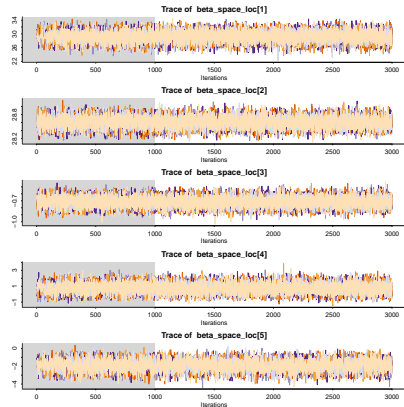 Trace of beta_space_loc[1]
22 26 30 34
0 500 1000 1500 2000 2500 3000
Iterations
Trace of beta_space_loc[2]
28.2 28.8
0 500 1000 1500 2000 2500 3000
Iterations
Trace of beta_space_loc[3]
−1.0 −0.7
0 500 1000 1500 2000 2500 3000
Iterations
Trace of beta_space_loc[4]
−1 1 3
0 500 1000 1500 2000 2500 3000
Iterations
Trace of beta_space_loc[5]
−4 −2 0
0 500 1000 1500 2000 2500 3000
Iterations